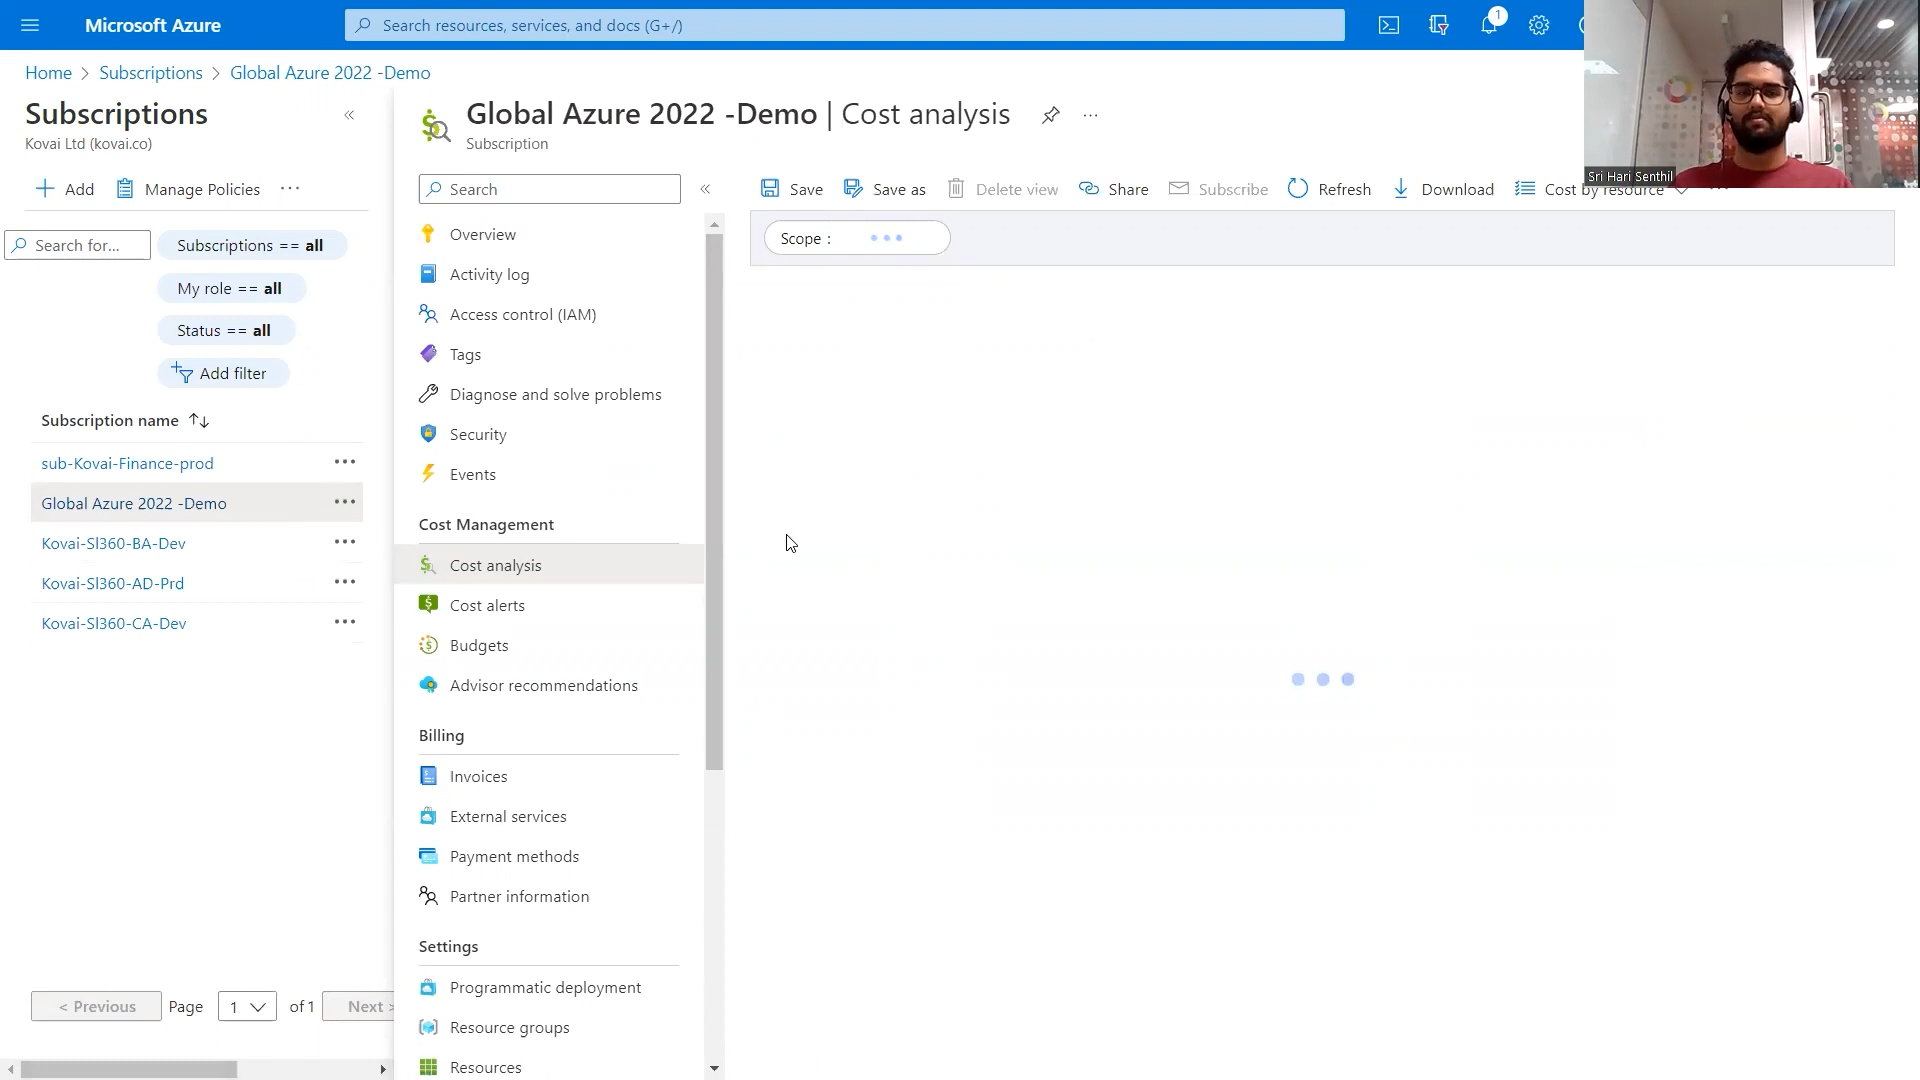 Microsoft Azure
Search resources, services, and docs (G+/)
1
Home > Subscriptions > Global Azure 2022 -Demo
Subscriptions
«
Kovai Ltd (kovai.co)
+ Add
Manage Policies
...
Search for...
Subscriptions == all
My role == all
Status == all
Add filter
Subscription name ↑↓
sub-Kovai-Finance-prod ...
Global Azure 2022 -Demo ...
Kovai-Sl360-BA-Dev ...
Kovai-Sl360-AD-Prd ...
Kovai-Sl360-CA-Dev ...
< Previous
Page
1
of 1
Next >
Global Azure 2022 -Demo | Cost analysis
...
Subscription
Search
«
Overview
Activity log
Access control (IAM)
Tags
Diagnose and solve problems
Security
Events
Cost Management
Cost analysis
Cost alerts
Budgets
Advisor recommendations
Billing
Invoices
External services
Payment methods
Partner information
Settings
Programmatic deployment
Resource groups
Resources
Save
Save as
Delete view
Share
Subscribe
Refresh
Download
Cost by resource
Scope :
Sri Hari Senthil